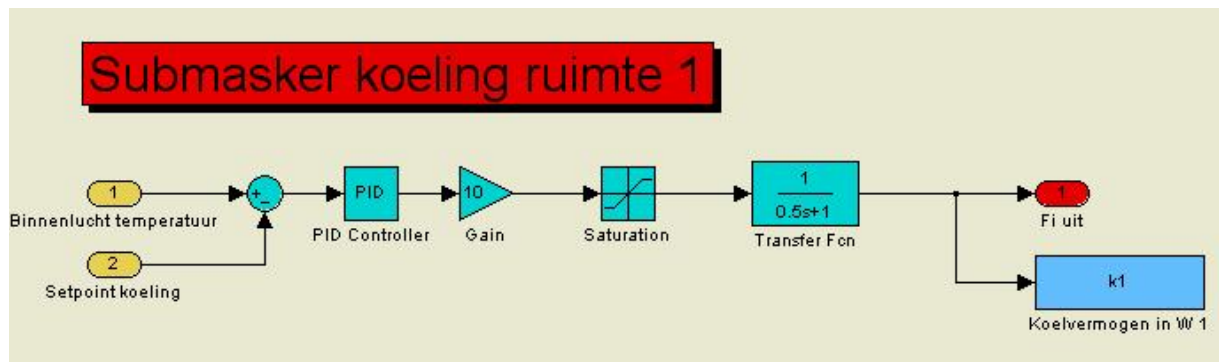 Submasker koeling ruimte 1
1
Binnenlucht temperatuur
2
Setpoint koeling
+
-
PID
PID Controller
10
Gain
Saturation
1
0.5s+1
Transfer Fcn
1
Fi uit
k1
Koelvermogen in W 1